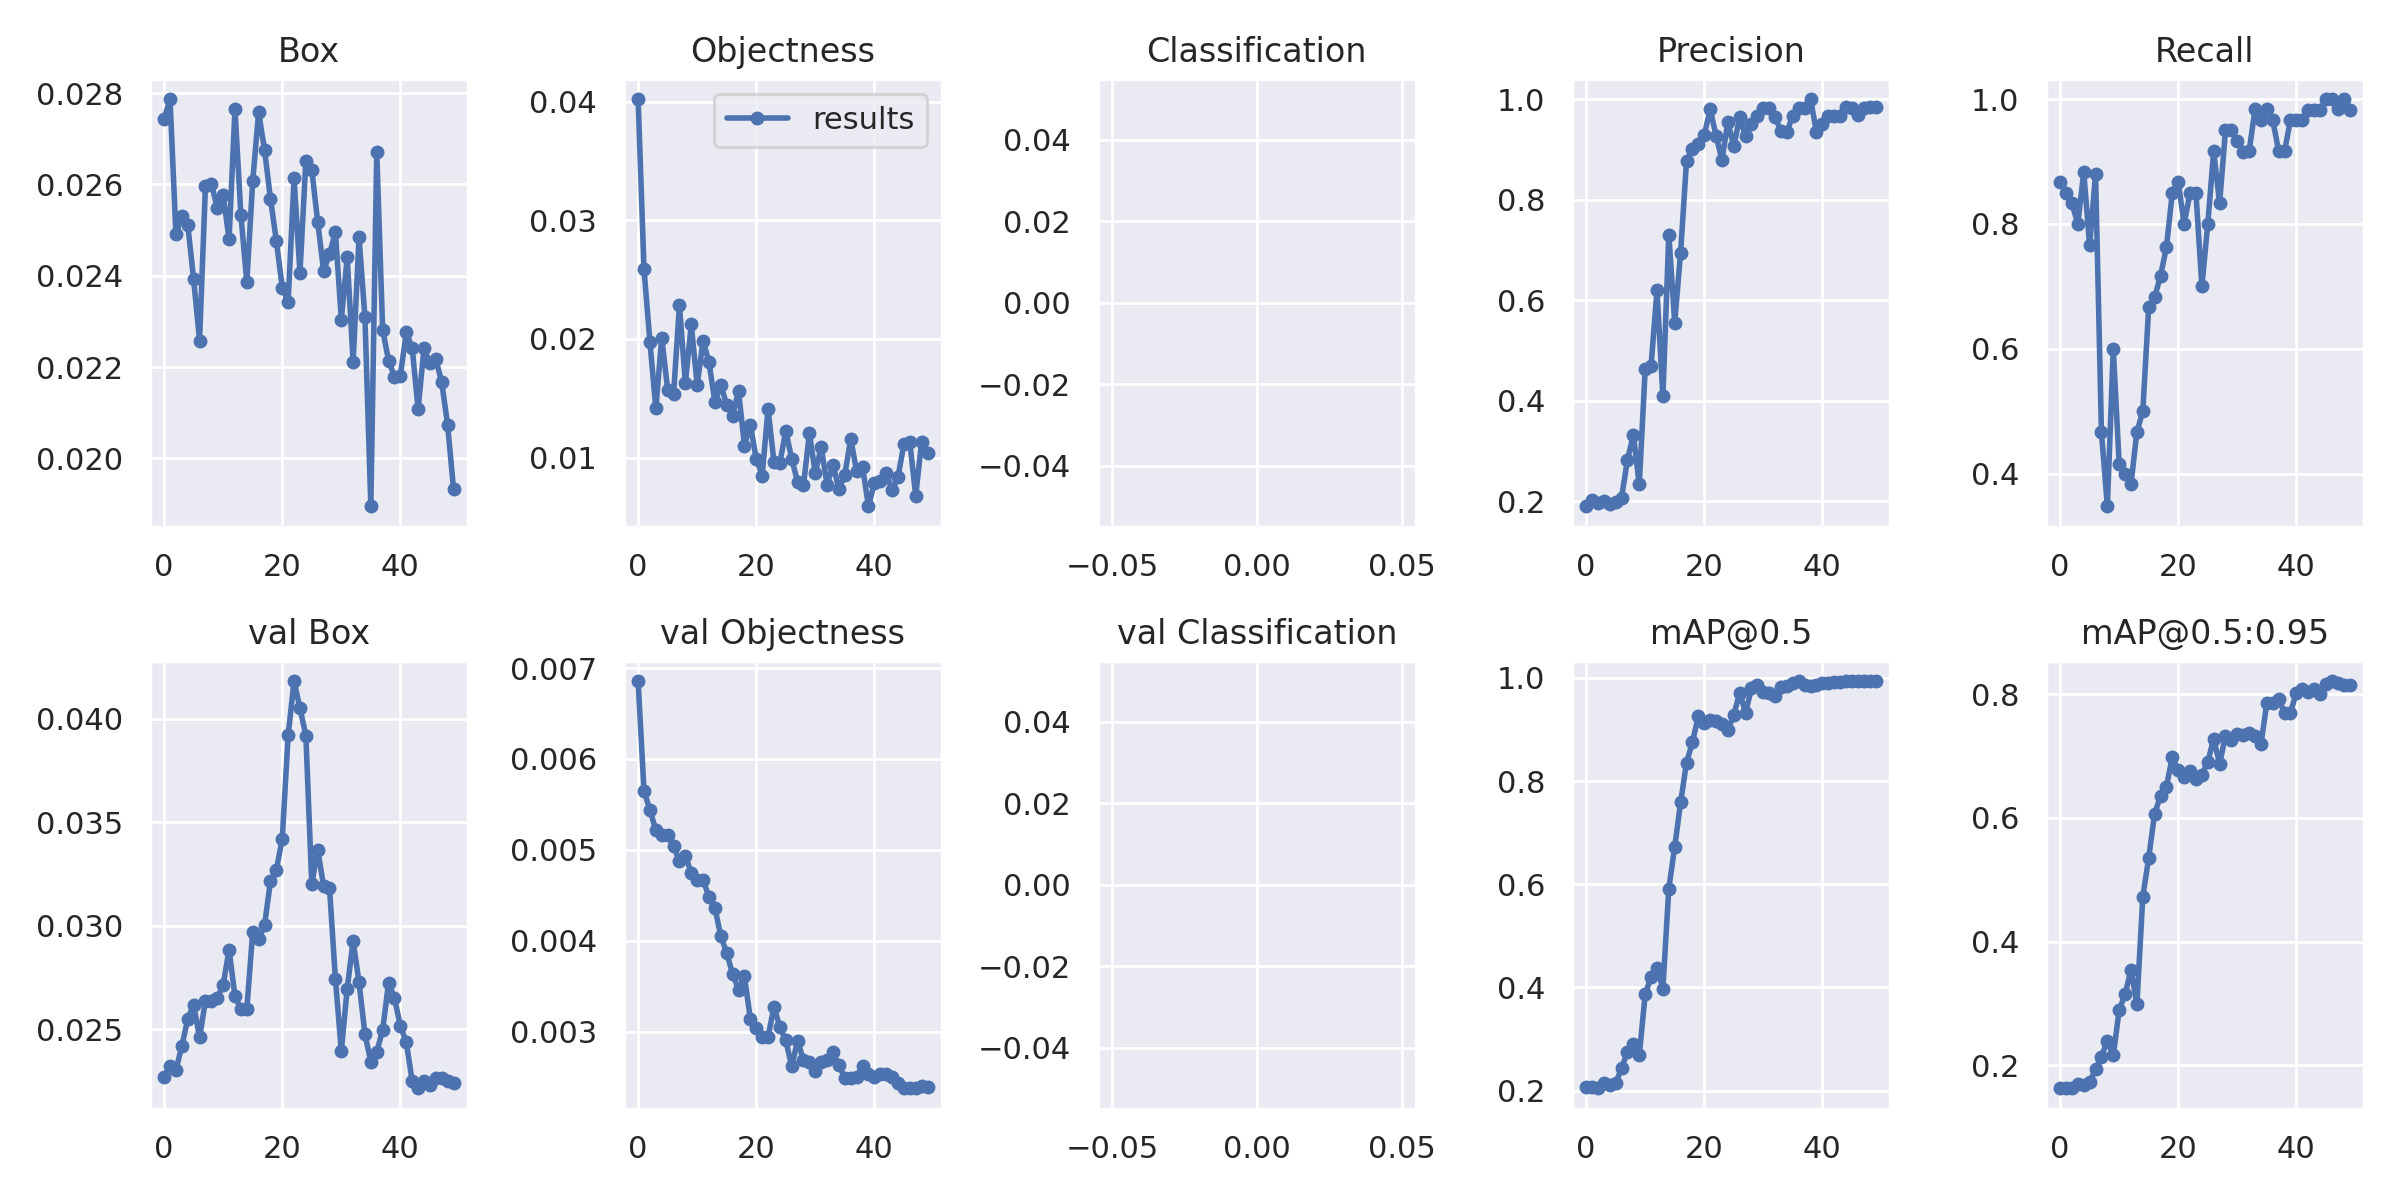 Box
0.028
0.026
0.024
0.022
0.020
0 20 40
Objectness
results
0.04
0.03
0.02
0.01
0 20 40
Classification
0.04
0.02
0.00
−0.02
−0.04
−0.05 0.00 0.05
Precision
1.0
0.8
0.6
0.4
0.2
0 20 40
Recall
1.0
0.8
0.6
0.4
0 20 40
val Box
0.040
0.035
0.030
0.025
0 20 40
val Objectness
0.007
0.006
0.005
0.004
0.003
0 20 40
val Classification
0.04
0.02
0.00
−0.02
−0.04
−0.05 0.00 0.05
mAP@0.5
1.0
0.8
0.6
0.4
0.2
0 20 40
mAP@0.5:0.95
0.8
0.6
0.4
0.2
0 20 40